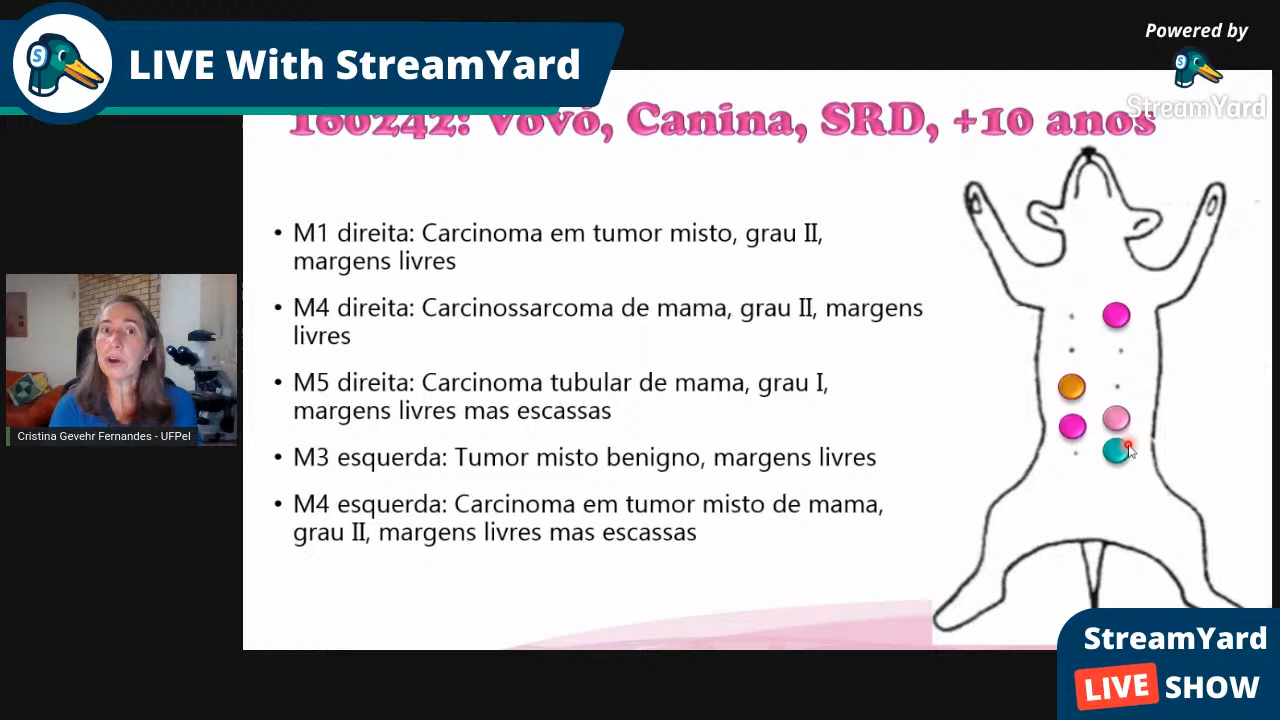 LIVE With StreamYard
Powered by
StreamYard
160242: Vovó, Canina, SRD, +10 anos
• M1 direita: Carcinoma em tumor misto, grau II,
margens livres
• M4 direita: Carcinossarcoma de mama, grau II, margens
livres
• M5 direita: Carcinoma tubular de mama, grau I,
margens livres mas escassas
• M3 esquerda: Tumor misto benigno, margens livres
• M4 esquerda: Carcinoma em tumor misto de mama,
grau II, margens livres mas escassas
Cristina Gevehr Fernandes - UFPel
StreamYard
LIVE SHOW